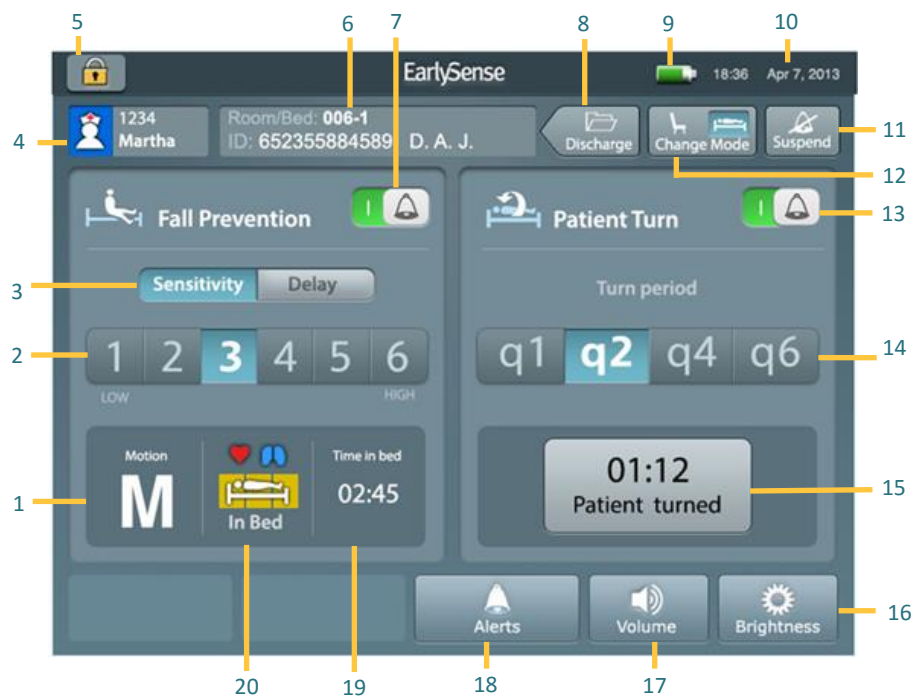 5
6
7
8
9
10
EarlySense
18:36
Apr 7, 2013
4
1234
Martha
Room/Bed: 006-1
ID: 652355884589 D. A. J.
Discharge
Change Mode
Suspend
11
12
Fall Prevention
I
Patient Turn
I
13
3
Sensitivity
Delay
Turn period
2
1
2
3
4
5
6
LOW
HIGH
q1
q2
q4
q6
14
1
Motion
M
In Bed
Time in bed
02:45
01:12
Patient turned
15
Alerts
Volume
Brightness
16
20
19
18
17